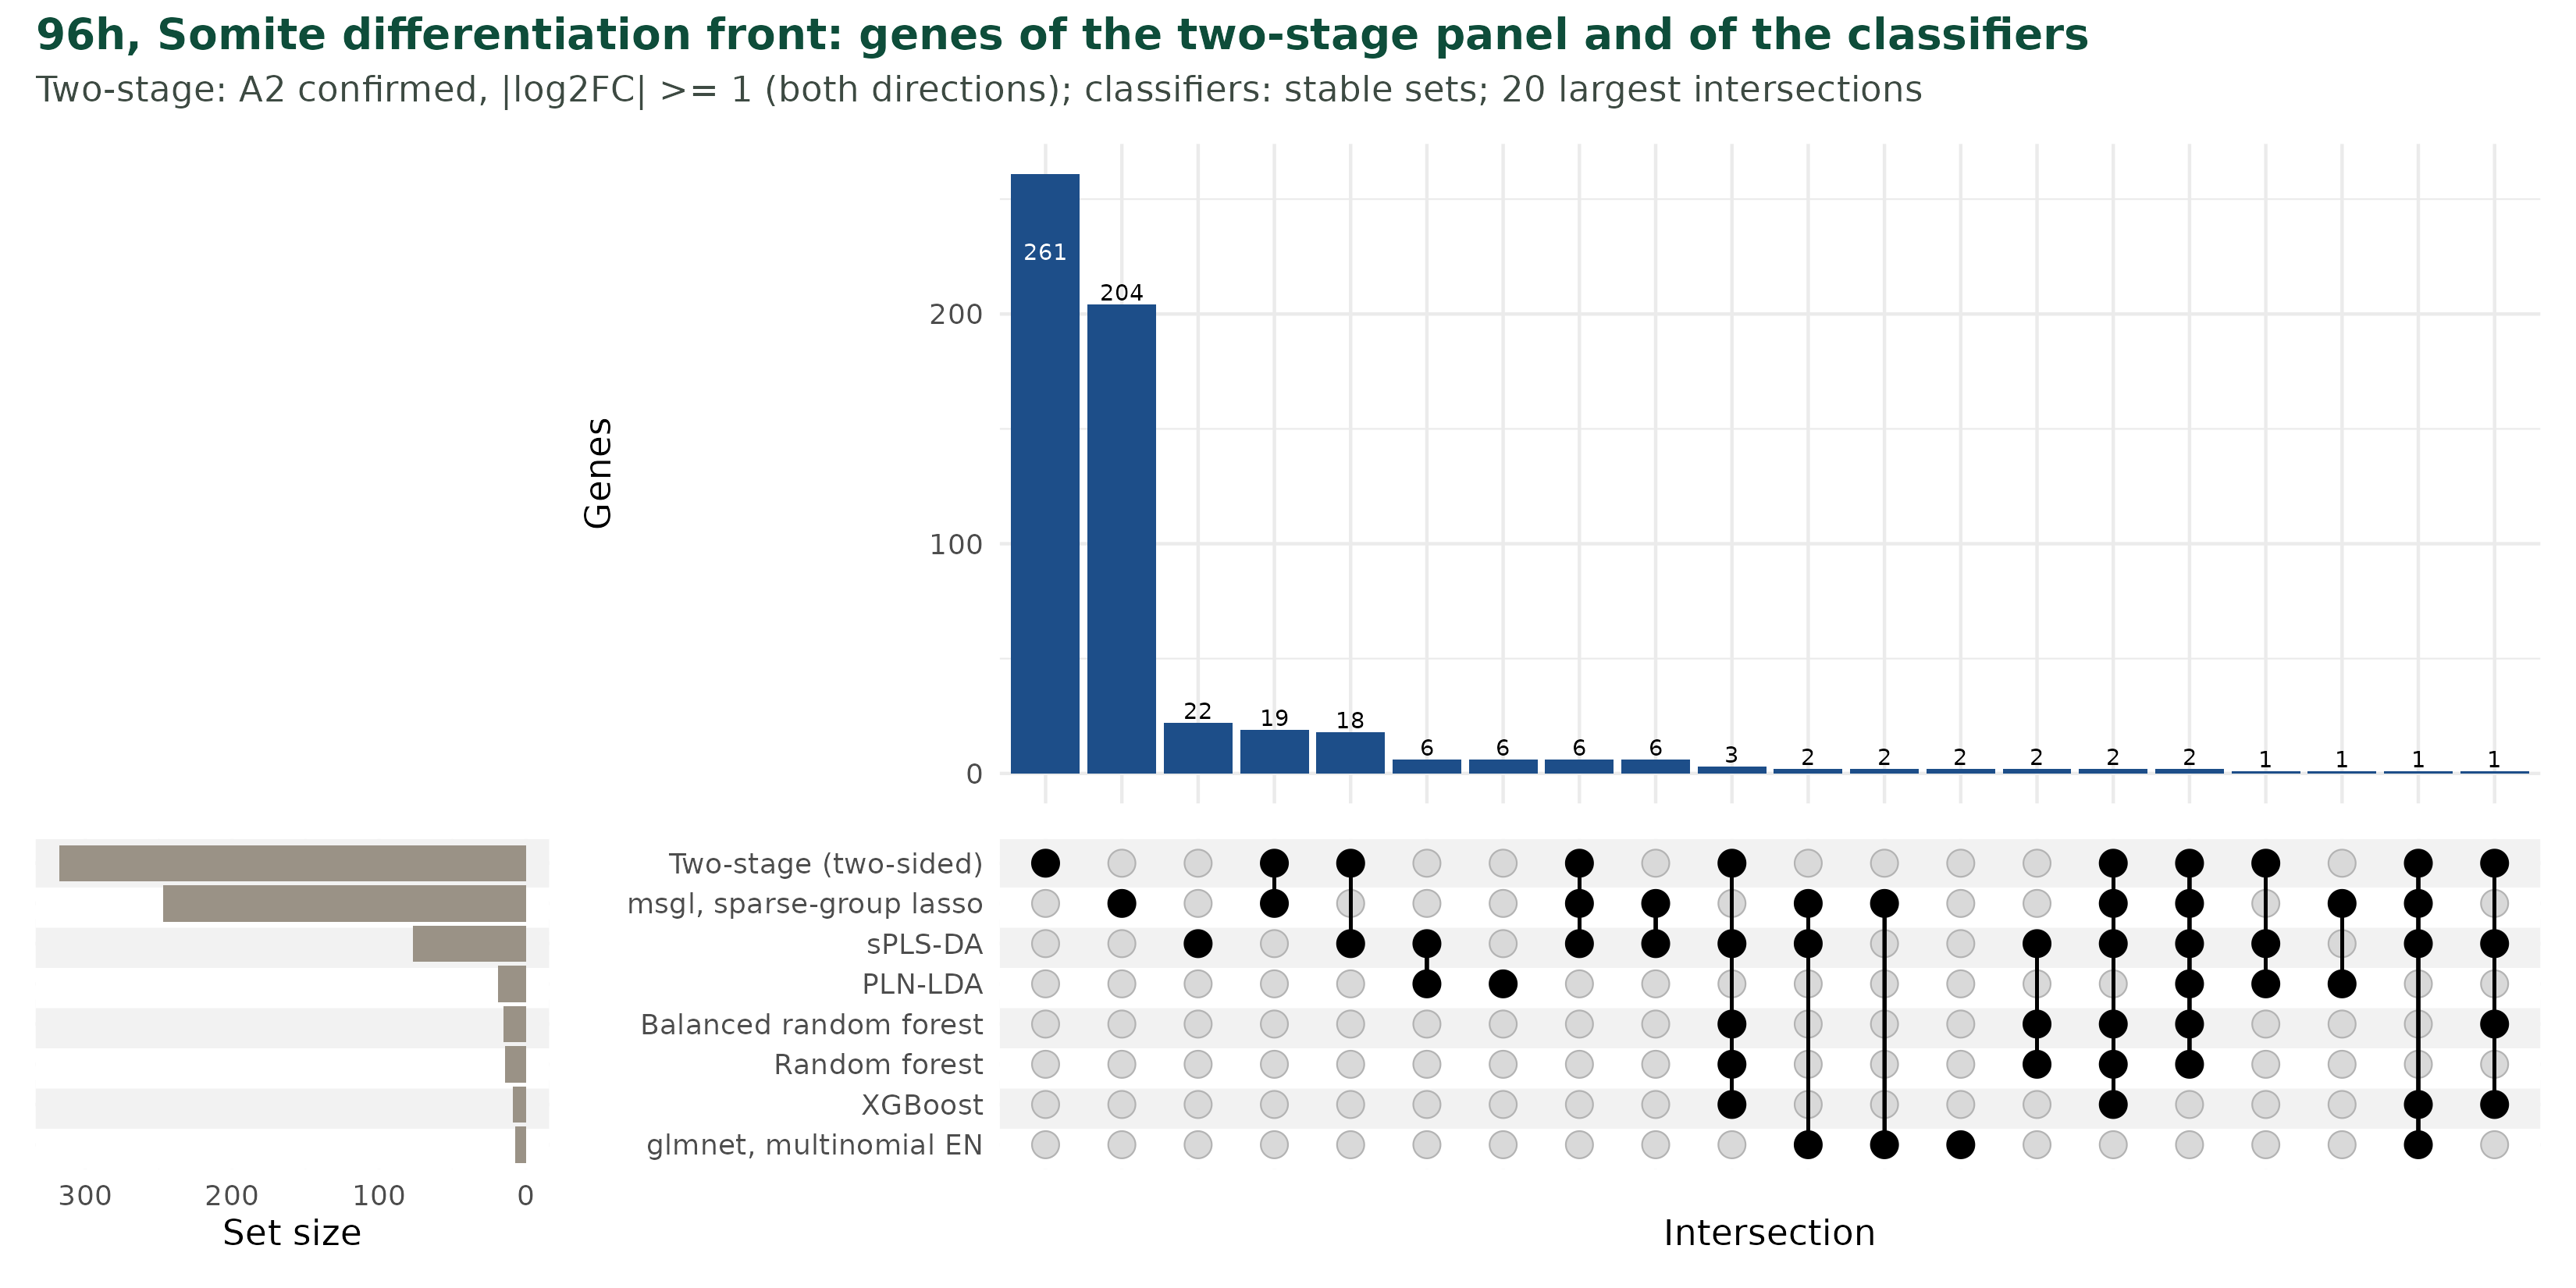 96h, Somite differentiation front: genes of the two-stage panel and of the classifiers
Two-stage: A2 confirmed, |log2FC| >= 1 (both directions); classifiers: stable sets; 20 largest intersections
Genes
200
100
0
261
204
22
19
18
6
6
6
6
3
2
2
2
2
2
2
1
1
1
1
Two-stage (two-sided)
msgl, sparse-group lasso
sPLS-DA
PLN-LDA
Balanced random forest
Random forest
XGBoost
glmnet, multinomial EN
300 200 100 0
Set size
Intersection